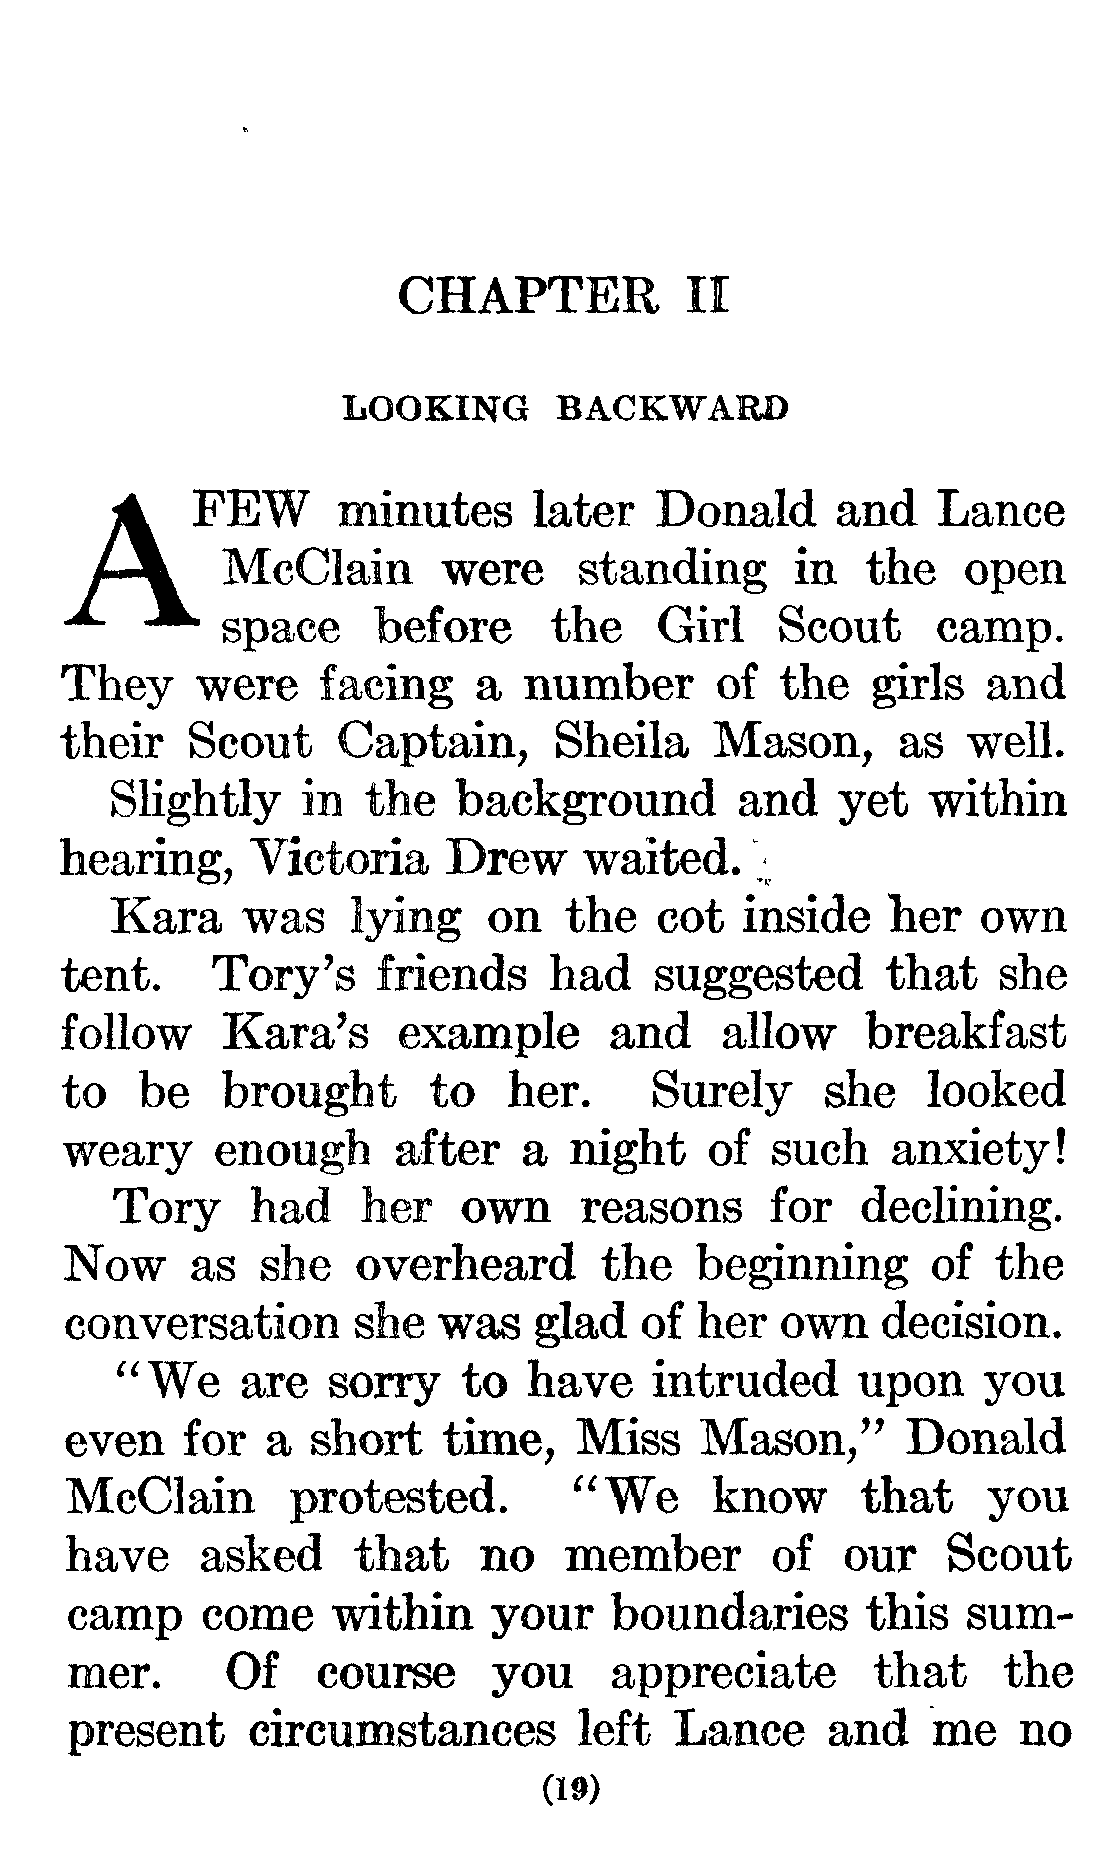 CHAPTER II
LOOKING BACKWARD
A FEW minutes later Donald and Lance
McClain were standing in the open
space before the Girl Scout camp.
They were facing a number of the girls and
their Scout Captain, Sheila Mason, as well.
Slightly in the background and yet within
hearing, Victoria Drew waited.
Kara was lying on the cot inside her own
tent. Tory's friends had suggested that she
follow Kara's example and allow breakfast
to be brought to her. Surely she looked
weary enough after a night of such anxiety!
Tory had her own reasons for declining.
Now as she overheard the beginning of the
conversation she was glad of her own decision.
“We are sorry to have intruded upon you
even for a short time, Miss Mason,” Donald
McClain protested. “We know that you
have asked that no member of our Scout
camp come within your boundaries this sum-
mer. Of course you appreciate that the
present circumstances left Lance and me no
(19)